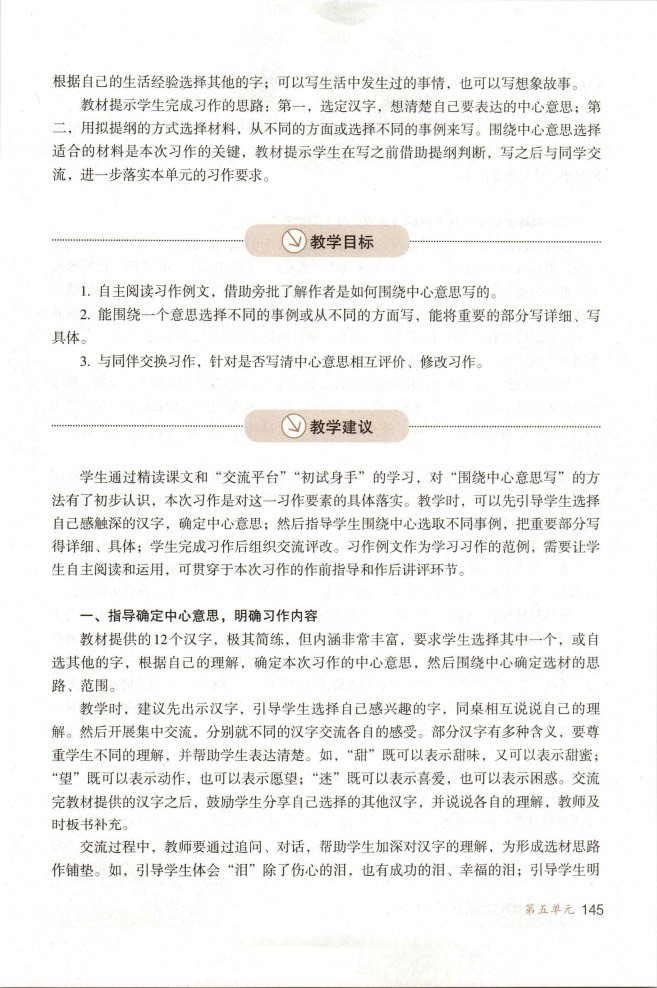 根据自己的生活经验选择其他的字；可以写生活中发生过的事情，也可以写想象故事。
教材提示学生完成习作的思路：第一，选定汉字，想清楚自己要表达的中心意思；第
二，用拟提纲的方式选择材料，从不同的方面或选择不同的事例来写。围绕中心意思选择
适合的材料是本次习作的关键，教材提示学生在写之前借助提纲判断，写之后与同学交
流，进一步落实本单元的习作要求。
教学目标
1. 自主阅读习作例文，借助旁批了解作者是如何围绕中心意思写的。
2. 能围绕一个意思选择不同的事例或从不同的方面写，能将重要的部分写详细、写
具体。
3. 与同伴交换习作，针对是否写清中心意思相互评价、修改习作。
教学建议
学生通过精读课文和“交流平台”“初试身手”的学习，对“围绕中心意思写”的方
法有了初步认识，本次习作是对这一习作要素的具体落实。教学时，可以先引导学生选择
自己感触深的汉字，确定中心意思；然后指导学生围绕中心选取不同事例，把重要部分写
得详细、具体；学生完成习作后组织交流评改。习作例文作为学习习作的范例，需要让学
生自主阅读和运用，可贯穿于本次习作的作前指导和作后讲评环节。
一、指导确定中心意思，明确习作内容
教材提供的12个汉字，极其简练，但内涵非常丰富，要求学生选择其中一个，或自
选其他的字，根据自己的理解，确定本次习作的中心意思，然后围绕中心确定选材的思
路、范围。
教学时，建议先出示汉字，引导学生选择自己感兴趣的字，同桌相互说说自己的理
解。然后开展集中交流，分别就不同的汉字交流各自的感受。部分汉字有多种含义，要尊
重学生不同的理解，并帮助学生表达清楚。如，“甜”既可以表示甜味，又可以表示甜蜜；
“望”既可以表示动作，也可以表示愿望；“迷”既可以表示喜爱，也可以表示困惑。交流
完教材提供的汉字之后，鼓励学生分享自己选择的其他汉字，并说说各自的理解，教师及
时板书补充。
交流过程中，教师要通过追问、对话，帮助学生加深对汉字的理解，为形成选材思路
作铺垫。如，引导学生体会“泪”除了伤心的泪，也有成功的泪、幸福的泪；引导学生明
第五单元 145